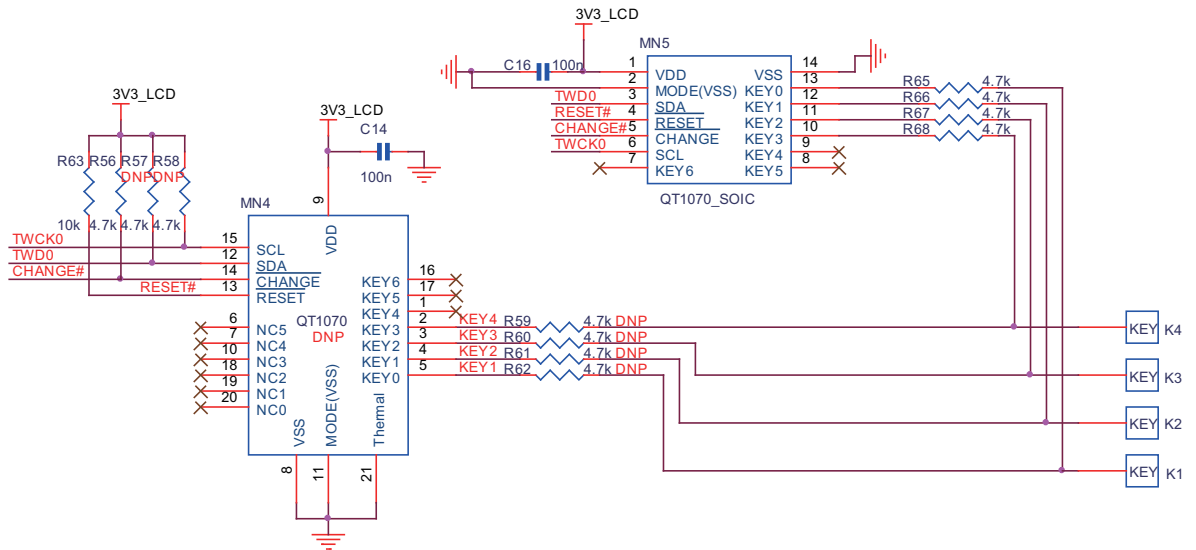 3V3_LCD
MN5
C16 100n
1 VDD VSS 14
2 MODE(VSS) KEY0 13 R65 4.7k
TWD0 3 SDA KEY1 12 R66 4.7k
RESET# 4 RESET KEY2 11 R67 4.7k
CHANGE# 5 CHANGE KEY3 10 R68 4.7k
TWCK0 6 SCL KEY4 9
7 KEY6 KEY5 8
QT1070_SOIC
3V3_LCD
3V3_LCD
C14
100n
R63 R56 R57 R58
DNP DNP
10k 4.7k 4.7k
MN4
9
VDD
TWCK0 15 SCL
TWD0 12 SDA
CHANGE# 14 CHANGE
RESET# 13 RESET
KEY6 16
KEY5 17
KEY4 1
QT1070
DNP
6 NC5
7 NC4
10 NC3
18 NC2
19 NC1
20 NC0
KEY3 2 KEY4 R59 4.7k DNP
KEY2 3 KEY3 R60 4.7k DNP
KEY1 4 KEY2 R61 4.7k DNP
KEY0 5 KEY1 R62 4.7k DNP
VSS MODE(VSS) Thermal
8 11 21
KEY K4
KEY K3
KEY K2
KEY K1